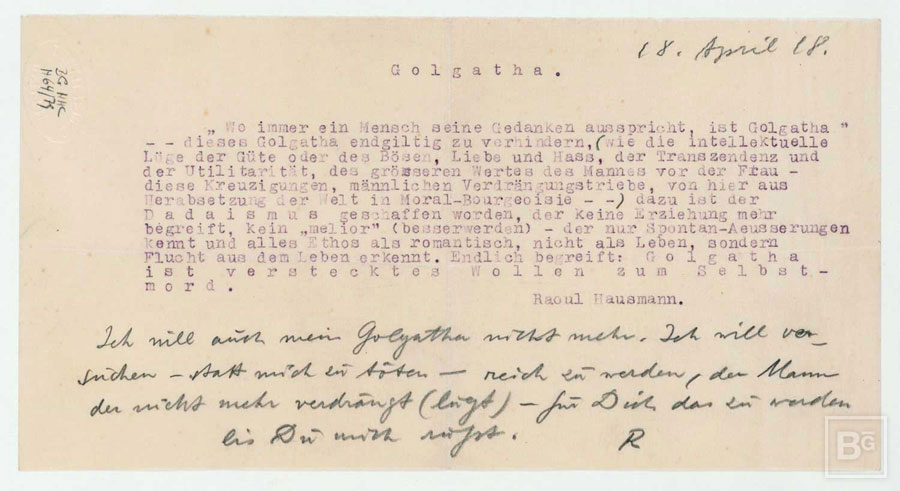 18. April 18.
BG-HHC
H 64/79
Golgatha.
„Wo immer ein Mensch seine Gedanken ausspricht, ist Golgatha"
-- dieses Golgatha endgiltig zu verhindern,(wie die intellektuelle
Lüge der Güte oder des Bösen, Liebe und Hass, der Transzendenz und
der Utilitarität, des grösseren Wertes des Mannes vor der Frau -
diese Kreuzigungen, männlichen Verdrängungstriebe, von hier aus
Herabsetzung der Welt in Moral-Bourgeoisie --) dazu ist der
Dadaismus geschaffen worden, der keine Erziehung mehr
begreift, kein „melior" (besserwerden) - der nur Spontan-Aeusserungen
kennt und alles Ethos als romantisch, nicht als Leben, sondern
Flucht aus dem Leben erkennt. Endlich begreift: Golgatha
ist verstecktes Wollen zum Selbst-
mord.
Raoul Hausmann.
Ich will auch mein Golgatha nicht mehr. Ich will ver-
suchen – statt mich zu töten – reich zu werden, der Mann
der nicht mehr verdrängt (lügt) – für Dich das zu werden
bis Du mich rufst. R
BG